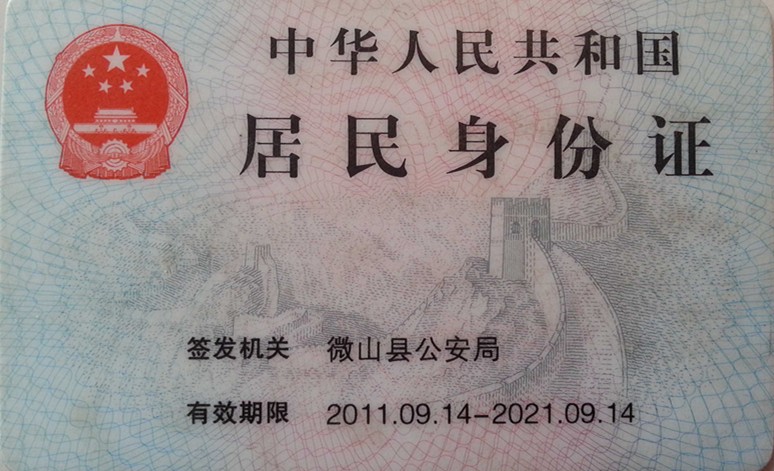 中华人民共和国
居民身份证
签发机关 微山县公安局
有效期限 2011.09.14-2021.09.14